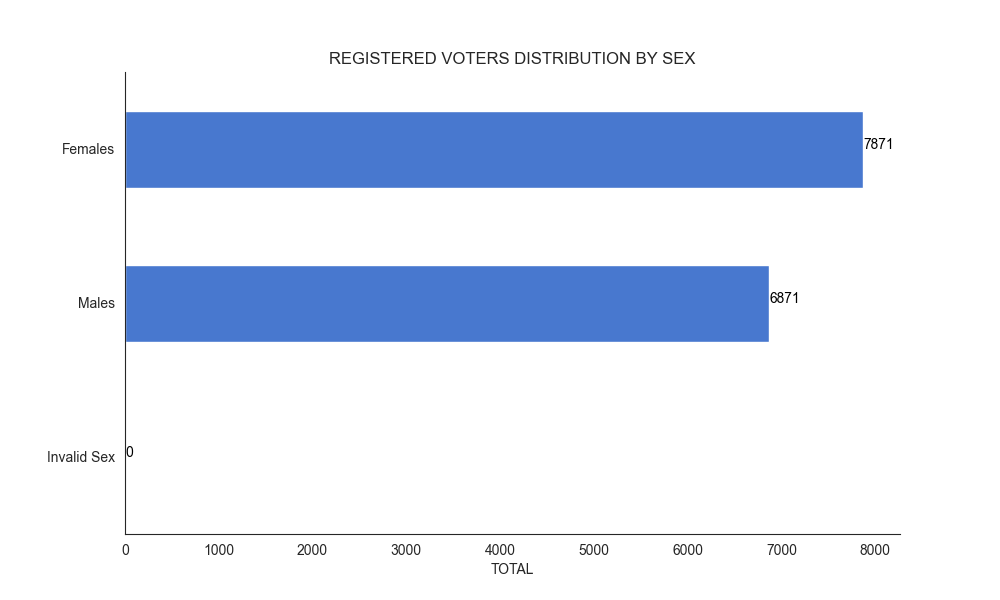 REGISTERED VOTERS DISTRIBUTION BY SEX
Females
7871
Males
6871
Invalid Sex
0
0 1000 2000 3000 4000 5000 6000 7000 8000
TOTAL